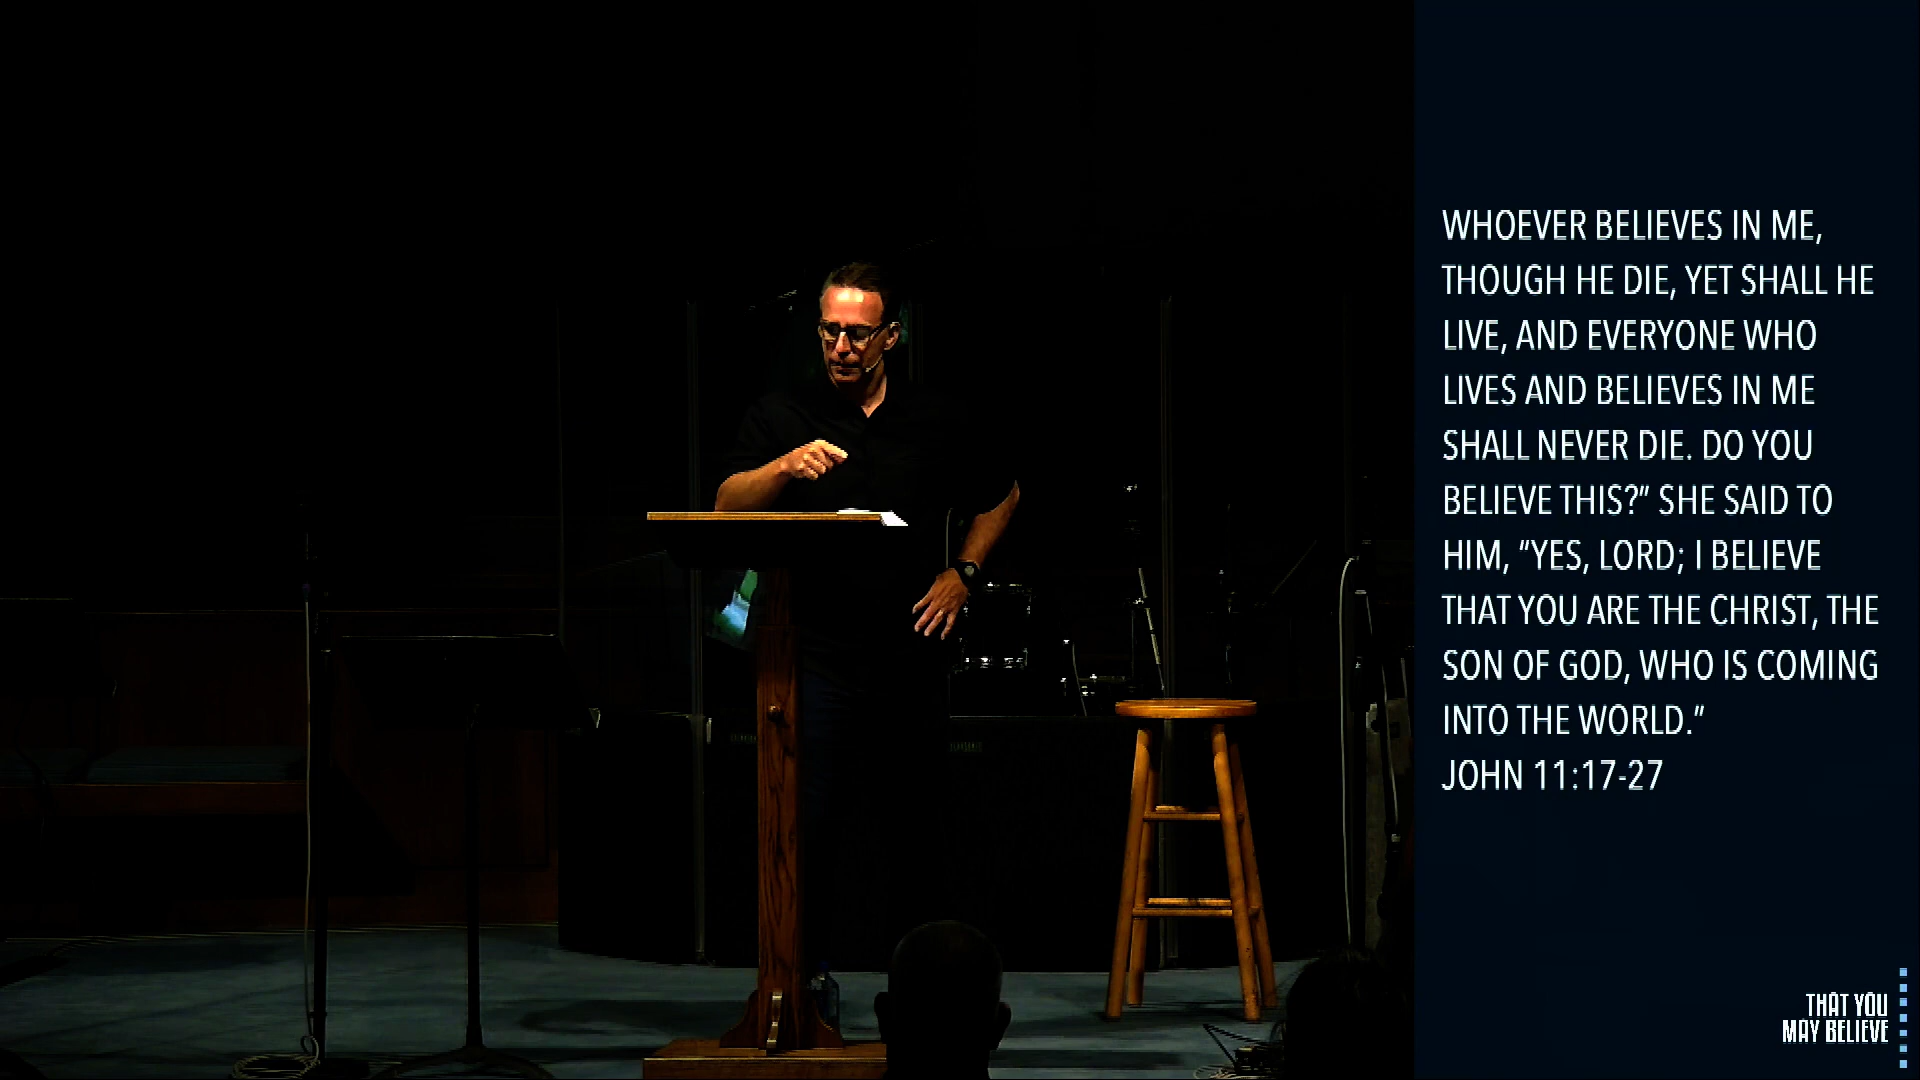 WHOEVER BELIEVES IN ME,
THOUGH HE DIE, YET SHALL HE
LIVE, AND EVERYONE WHO
LIVES AND BELIEVES IN ME
SHALL NEVER DIE. DO YOU
BELIEVE THIS?” SHE SAID TO
HIM, “YES, LORD; I BELIEVE
THAT YOU ARE THE CHRIST, THE
SON OF GOD, WHO IS COMING
INTO THE WORLD.”
JOHN 11:17-27
THAT YOU
MAY BELIEVE